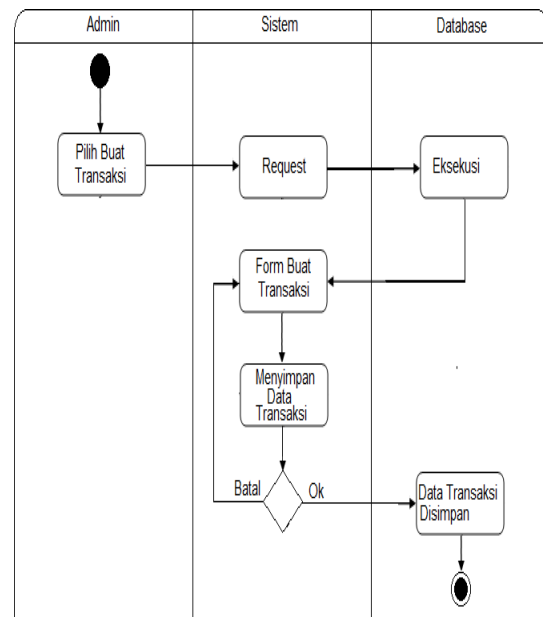 Admin
Sistem
Database
Pilih Buat
Transaksi
Request
Eksekusi
Form Buat
Transaksi
Menyimpan
Data
Transaksi
Batal
Ok
Data Transaksi
Disimpan